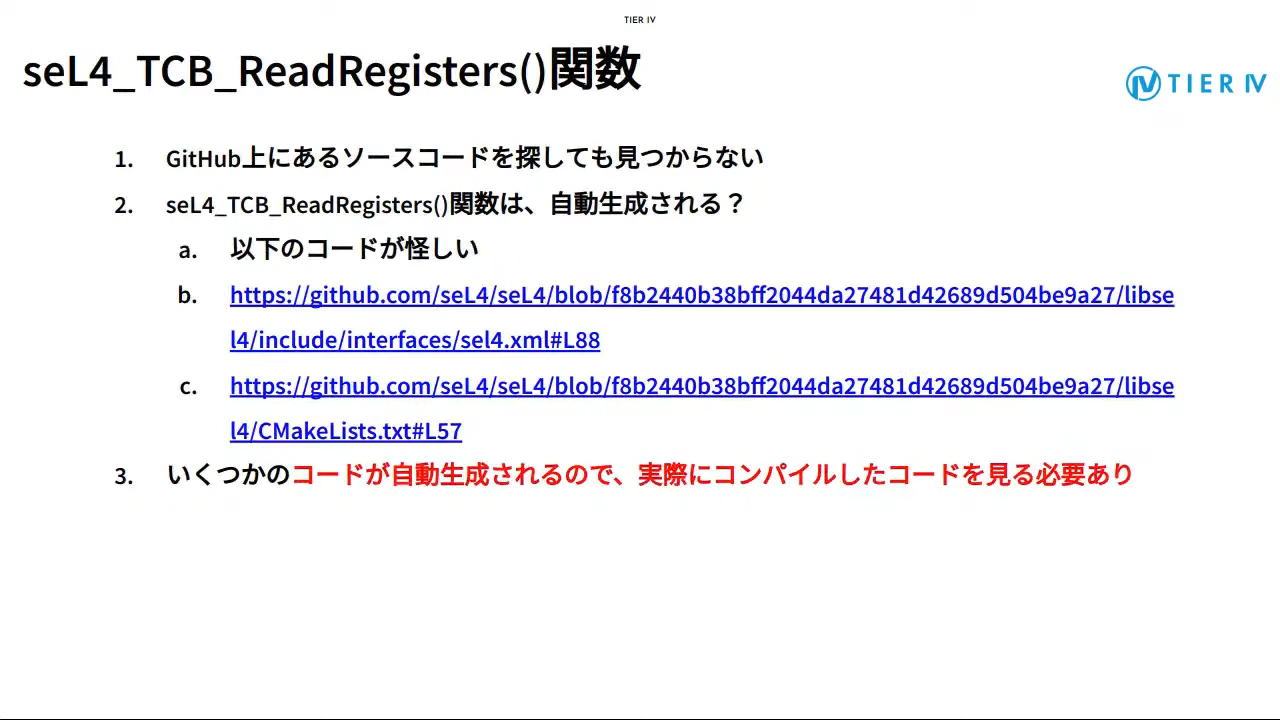 TIER IV
seL4_TCB_ReadRegisters()関数
TIER IV
1. GitHub上にあるソースコードを探しても見つからない
2. seL4_TCB_ReadRegisters()関数は、自動生成される？
a. 以下のコードが怪しい
b. https://github.com/seL4/seL4/blob/f8b2440b38bff2044da27481d42689d504be9a27/libse
l4/include/interfaces/sel4.xml#L88
c. https://github.com/seL4/seL4/blob/f8b2440b38bff2044da27481d42689d504be9a27/libse
l4/CMakeLists.txt#L57
3. いくつかのコードが自動生成されるので、実際にコンパイルしたコードを見る必要あり